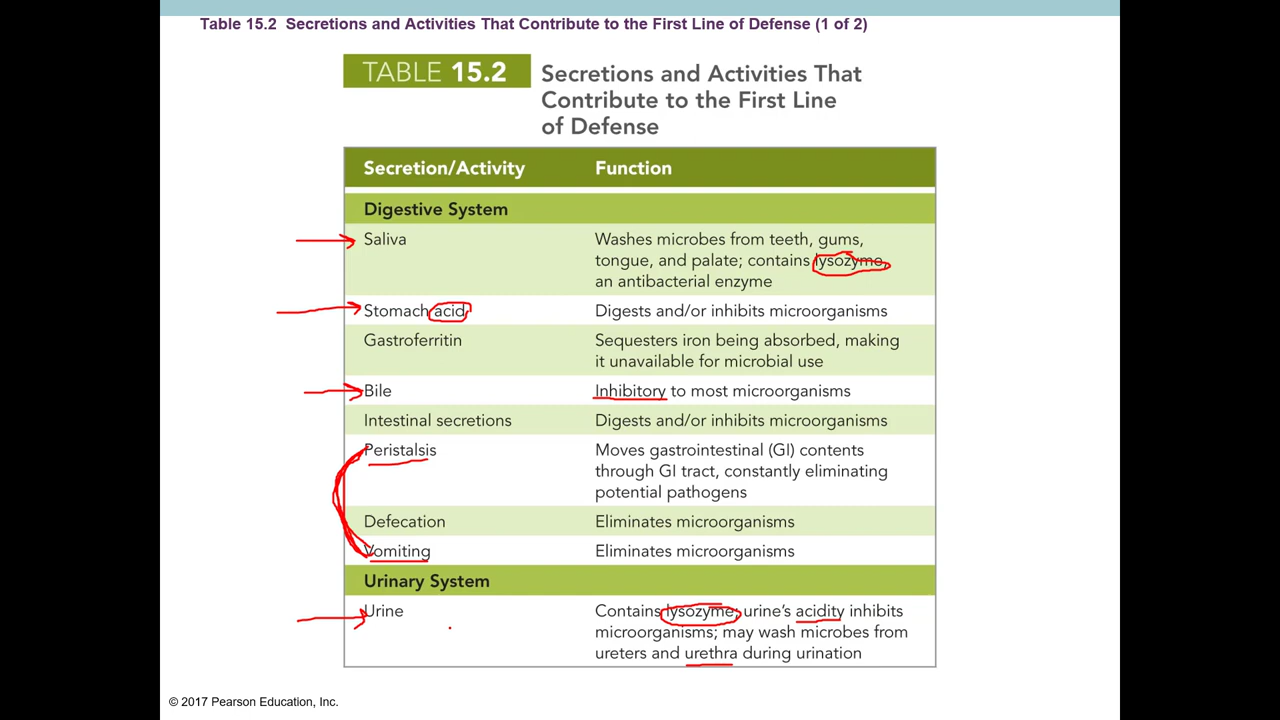 Table 15.2 Secretions and Activities That Contribute to the First Line of Defense (1 of 2)
TABLE 15.2 Secretions and Activities That
Contribute to the First Line
of Defense
Secretion/Activity Function
Digestive System
Saliva Washes microbes from teeth, gums,
tongue, and palate; contains lysozyme,
an antibacterial enzyme
Stomach acid Digests and/or inhibits microorganisms
Gastroferritin Sequesters iron being absorbed, making
it unavailable for microbial use
Bile Inhibitory to most microorganisms
Intestinal secretions Digests and/or inhibits microorganisms
Peristalsis Moves gastrointestinal (GI) contents
through GI tract, constantly eliminating
potential pathogens
Defecation Eliminates microorganisms
Vomiting Eliminates microorganisms
Urinary System
Urine Contains lysozyme; urine's acidity inhibits
microorganisms; may wash microbes from
ureters and urethra during urination
© 2017 Pearson Education, Inc.